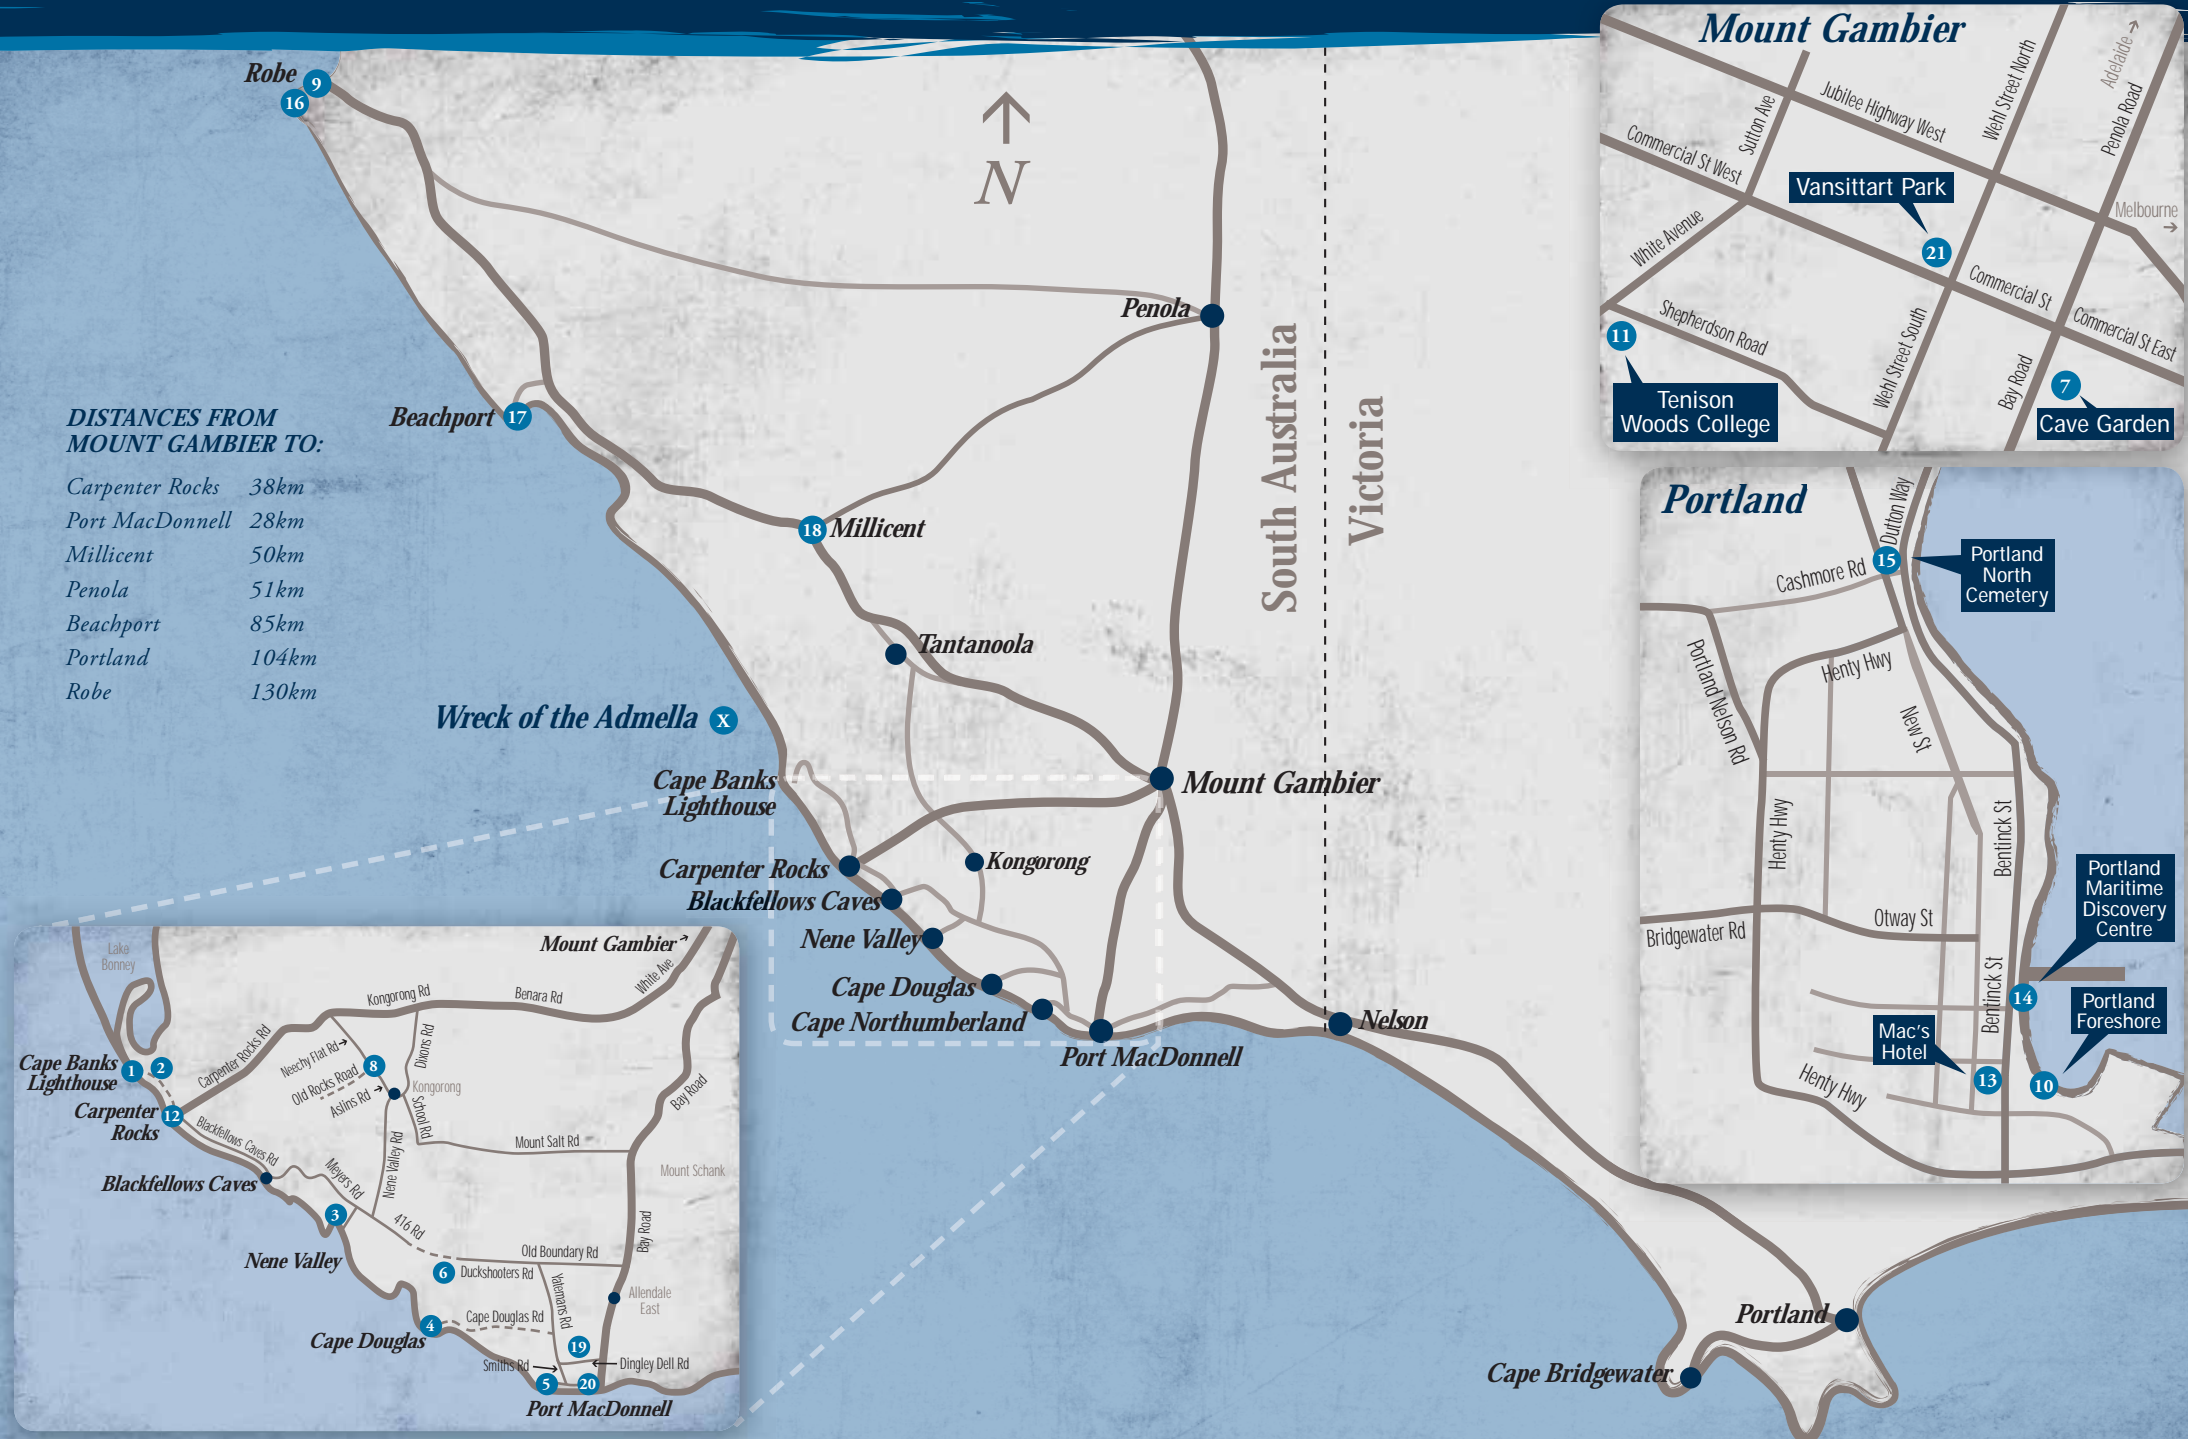 Robe
9
16
N
Penola
Beachport
17
18
Millicent
Tantanoola
South Australia
Victoria
DISTANCES FROM
MOUNT GAMBIER TO:
Carpenter Rocks 38km
Port MacDonnell 28km
Millicent 50km
Penola 51km
Beachport 85km
Portland 104km
Robe 130km
Wreck of the Admella
X
Cape Banks
Lighthouse
Mount Gambier
Carpenter Rocks
Kongorong
Blackfellows Caves
Nene Valley
Cape Douglas
Cape Northumberland
Port MacDonnell
Nelson
Portland
Cape Bridgewater
Mount Gambier
Adelaide
Wehl Street North
Penola Road
Jubilee Highway West
Sutton Ave
Commercial St West
Vansittart Park
Melbourne
White Avenue
21
Commercial St
Shepherdson Road
Commercial St East
11
Wehl Street South
Bay Road
7
Tenison
Woods College
Cave Garden
Portland
Dutton Way
15
Portland
North
Cemetery
Cashmore Rd
Portland Nelson Rd
Henty Hwy
New St
Henty Hwy
Bentinck St
Portland
Maritime
Discovery
Centre
Otway St
Bridgewater Rd
Bentinck St
14
Portland
Foreshore
Mac's
Hotel
13
10
Henty Hwy
Lake
Bonney
Mount Gambier
White Ave
Kongorong Rd
Benara Rd
Carpenter Rocks Rd
Neechy Flat Rd
Dixons Rd
Cape Banks
Lighthouse
1
2
8
Old Rocks Road
Aslins Rd
Kongorong
Bay Road
Carpenter
Rocks
12
School Rd
Blackfellows Caves Rd
Mount Salt Rd
Nene Valley Rd
Meyers Rd
Mount Schank
Blackfellows Caves
3
416 Rd
Bay Road
Nene Valley
Old Boundary Rd
6
Duckshooters Rd
Yatemans Rd
Allendale
East
Cape Douglas Rd
4
Cape Douglas
19
Smiths Rd
Dingley Dell Rd
5
20
Port MacDonnell